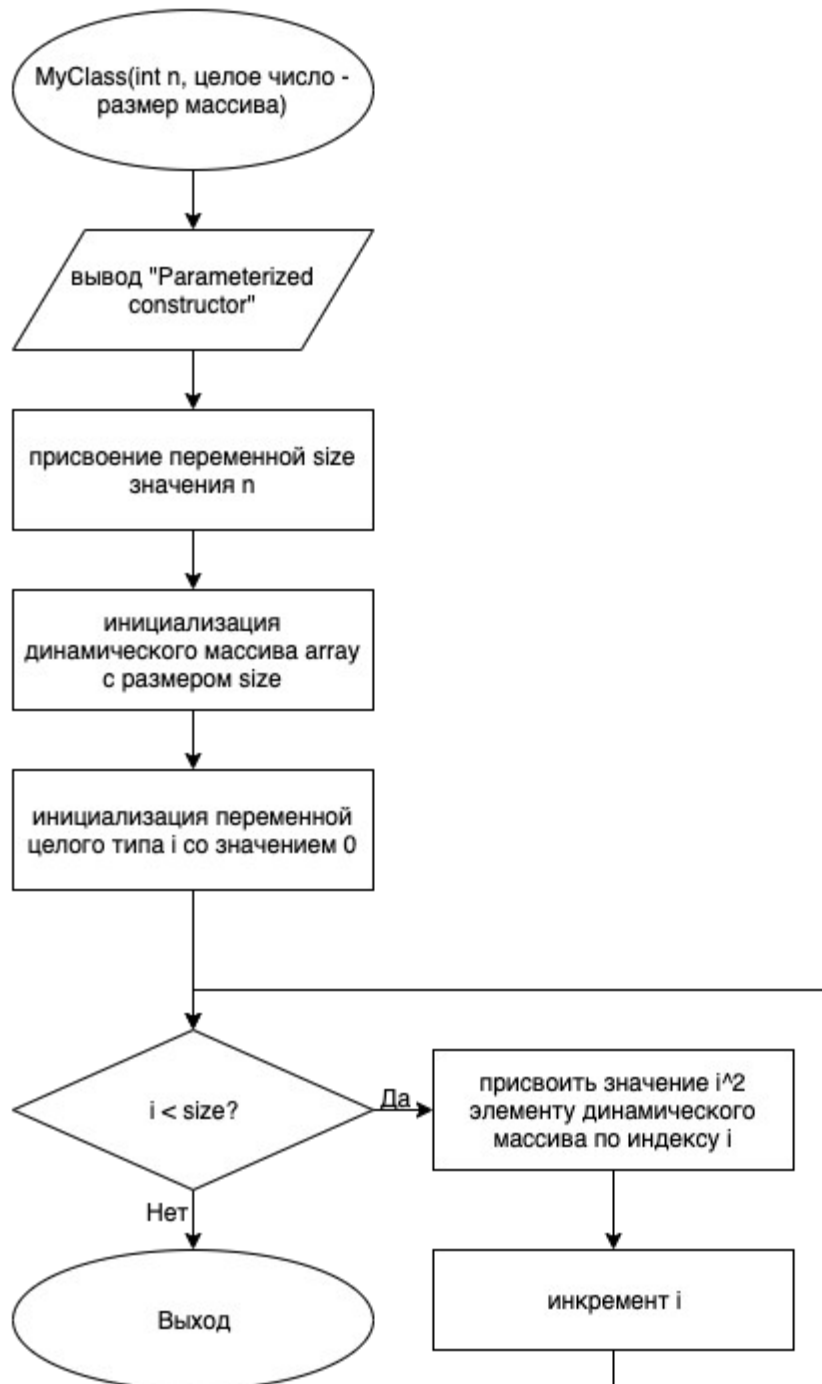 MyClass(int n, целое число -
размер массива)
вывод "Parameterized
constructor"
присвоение переменной size
значения n
инициализация
динамического массива array
с размером size
инициализация переменной
целого типа i со значением 0
i < size?
Да
присвоить значение i^2
элементу динамического
массива по индексу i
Нет
Выход
инкремент i